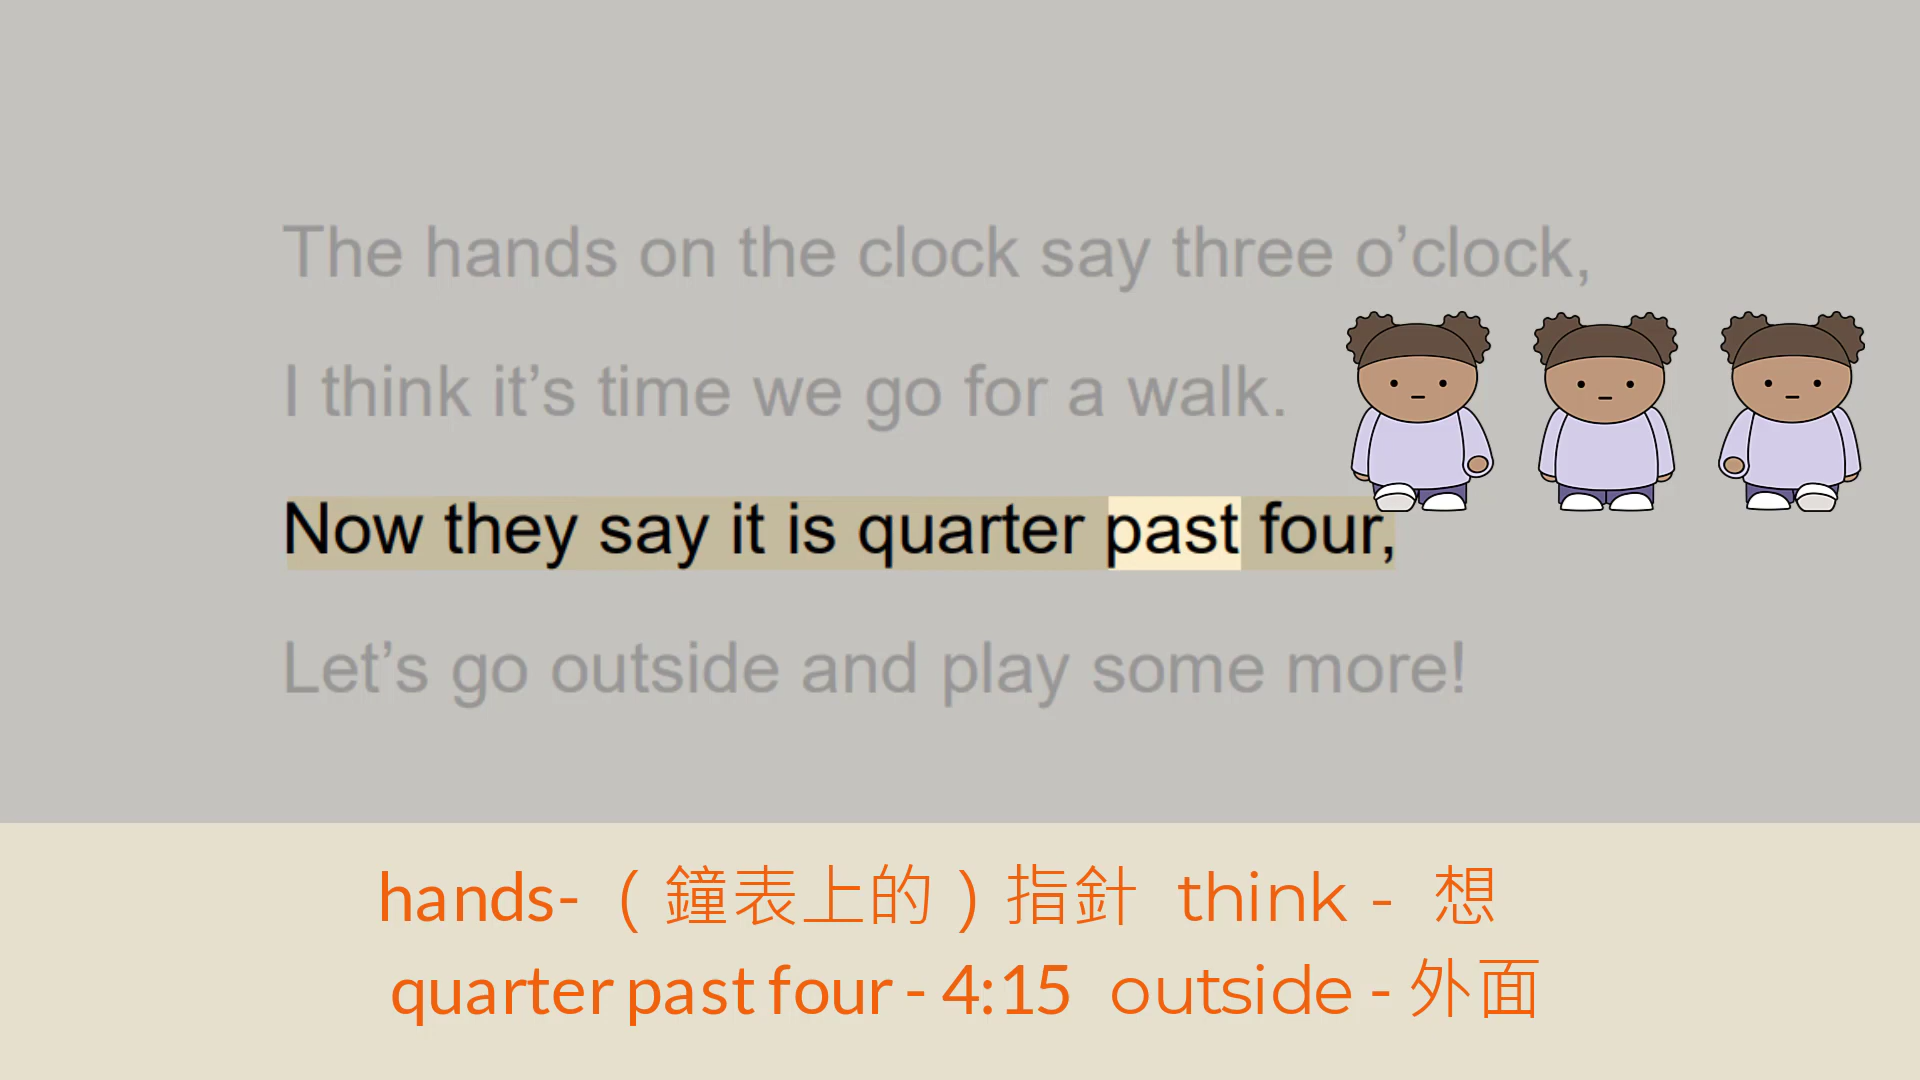 The hands on the clock say three o’clock,
I think it’s time we go for a walk.
Now they say it is quarter past four,
Let’s go outside and play some more!
hands-（鐘表上的）指針 think - 想
quarter past four - 4:15 outside - 外面